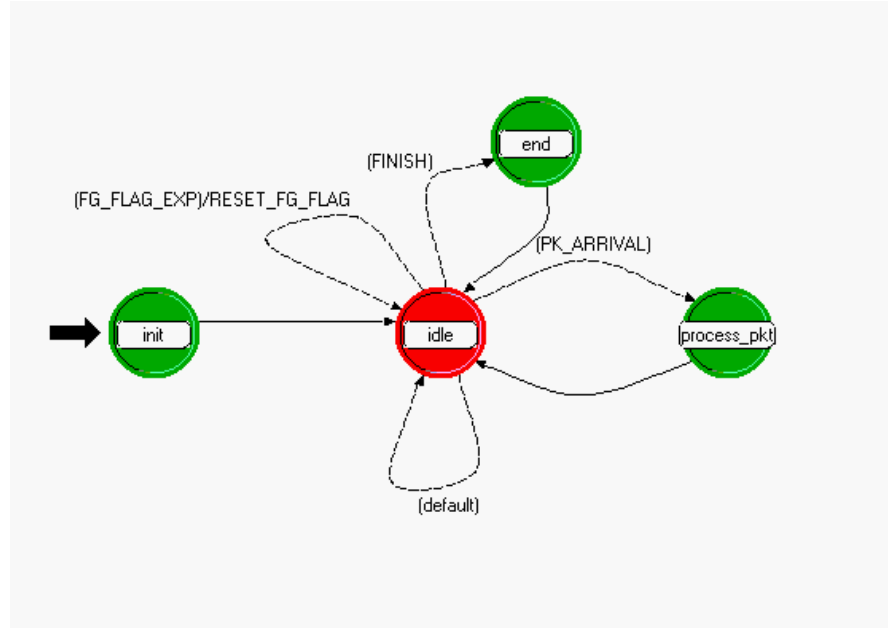 end
(FINISH)
(FG_FLAG_EXP)/RESET_FG_FLAG
(PK_ARRIVAL)
init
idle
process_pkt
(default)